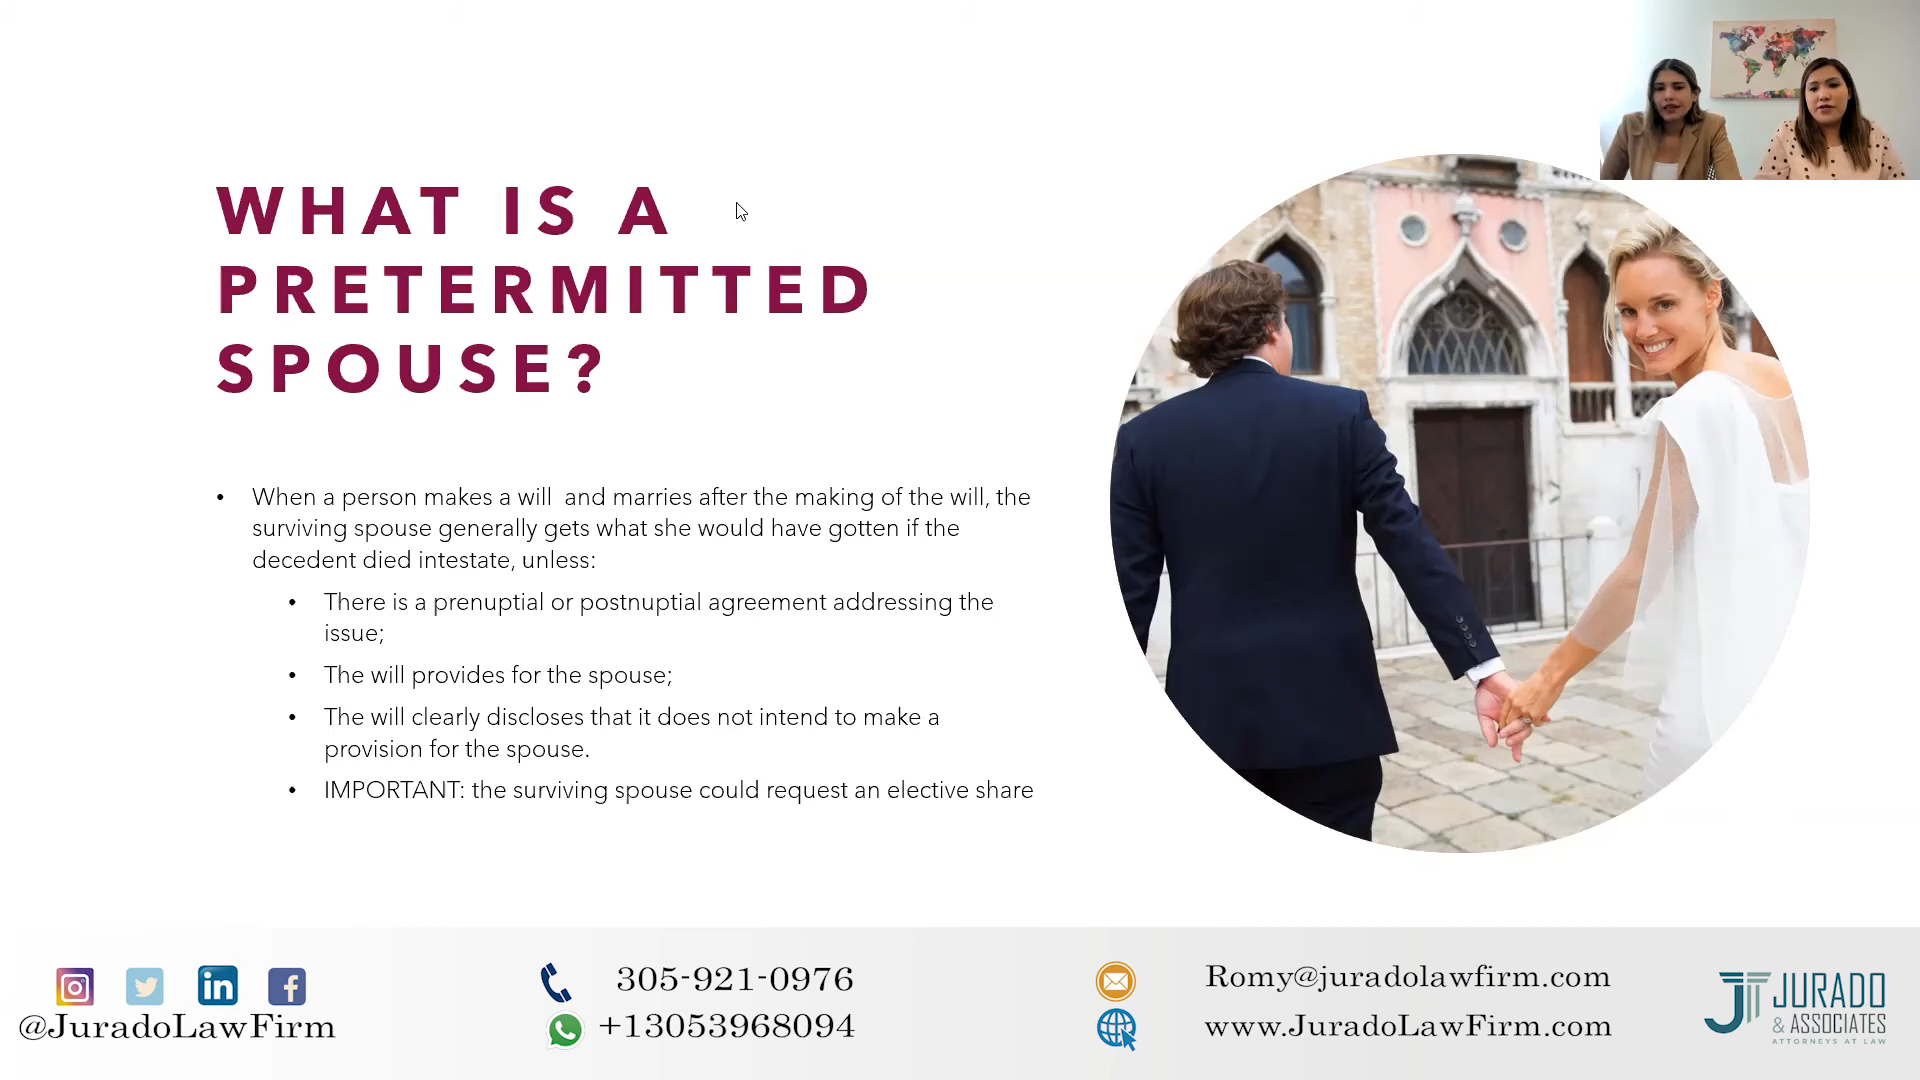 WHAT IS A
PRETERMITTED
SPOUSE?
• When a person makes a will and marries after the making of the will, the
surviving spouse generally gets what she would have gotten if the
decedent died intestate, unless:
• There is a prenuptial or postnuptial agreement addressing the
issue;
• The will provides for the spouse;
• The will clearly discloses that it does not intend to make a
provision for the spouse.
• IMPORTANT: the surviving spouse could request an elective share
@JuradoLawFirm
305-921-0976
+13053968094
Romy@juradolawfirm.com
www.JuradoLawFirm.com
JURADO
& ASSOCIATES
ATTORNEYS AT LAW